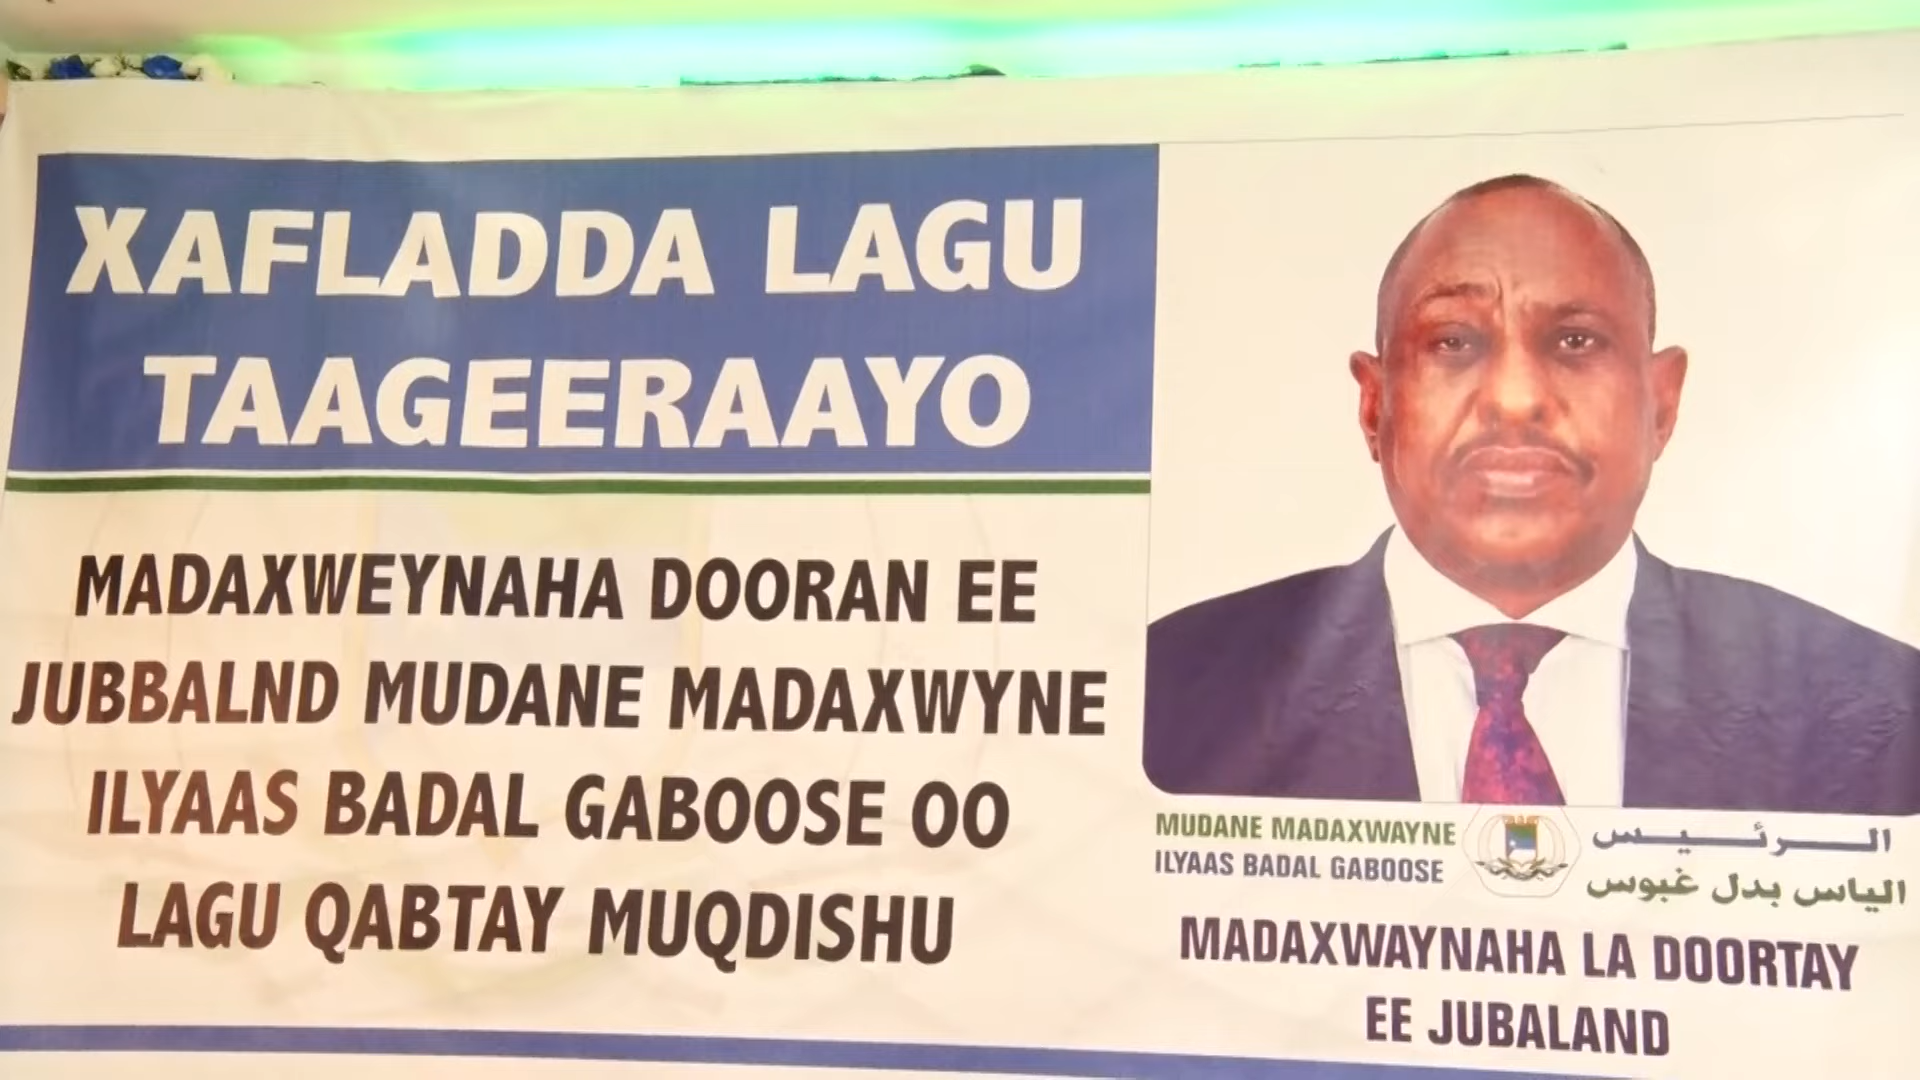 XAFLADDA LAGU
TAAGEERAAYO
MADAXWEYNAHA DOORAN EE
JUBBALND MUDANE MADAXWYNE
ILYAAS BADAL GABOOSE OO
LAGU QABTAY MUQDISHU
MUDANE MADAXWAYNE
ILYAAS BADAL GABOOSE
الـــرئـــيـــس
الياس بدل غبوس
MADAXWAYNAHA LA DOORTAY
EE JUBALAND